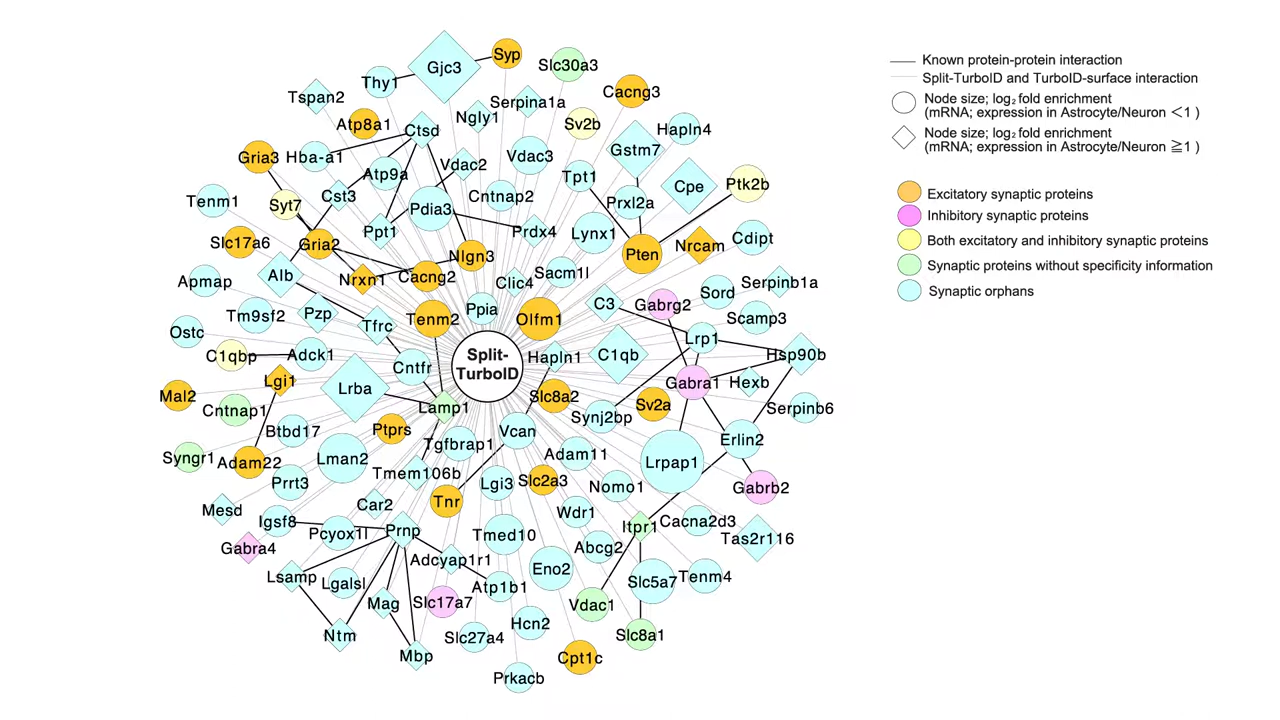 Gjc3
Syp
Slc30a3
Thy1
Tspan2
Serpina1a
Cacng3
Ngly1
Atp8a1
Ctsd
Sv2b
Hapln4
Gria3
Hba-a1
Vdac2
Vdac3
Gstm7
Atp9a
Tpt1
Cpe
Ptk2b
Tenm1
Syt7
Cst3
Cntnap2
Prxl2a
Pdia3
Slc17a6
Gria2
Ppt1
Prdx4
Lynx1
Pten
Nrcam
Cdipt
Nlgn3
Apmap
Alb
Nrxn1
Cacng2
Clic4
Sacm1l
Serpinb1a
Sord
C3
Gabrg2
Tm9sf2
Pzp
Tfrc
Tenm2
Ppia
Olfm1
Scamp3
Ostc
Lrp1
C1qbp
Adck1
Cntfr
Split-
TurboID
Hapln1
C1qb
Hsp90b
Lgi1
Lrba
Gabra1
Hexb
Mal2
Cntnap1
Lamp1
Slc8a2
Synj2bp
Sv2a
Serpinb6
Btbd17
Ptprs
Vcan
Tgfbrap1
Erlin2
Syngr1
Adam22
Lman2
Adam11
Lrpap1
Tmem106b
Prrt3
Lgi3
Slc2a3
Nomo1
Gabrb2
Mesd
Car2
Tnr
Wdr1
Igsf8
Pcyox1l
Prnp
Tmed10
Itpr1
Cacna2d3
Tas2r116
Gabra4
Abcg2
Adcyap1r1
Lsamp
Lgalsl
Eno2
Slc5a7
Tenm4
Atp1b1
Mag
Slc17a7
Vdac1
Ntm
Slc27a4
Hcn2
Slc8a1
Mbp
Cpt1c
Prkacb
Known protein-protein interaction
Split-TurboID and TurboID-surface interaction
Node size; log₂ fold enrichment
(mRNA; expression in Astrocyte/Neuron <1 )
Node size; log₂ fold enrichment
(mRNA; expression in Astrocyte/Neuron ≧1 )
Excitatory synaptic proteins
Inhibitory synaptic proteins
Both excitatory and inhibitory synaptic proteins
Synaptic proteins without specificity information
Synaptic orphans